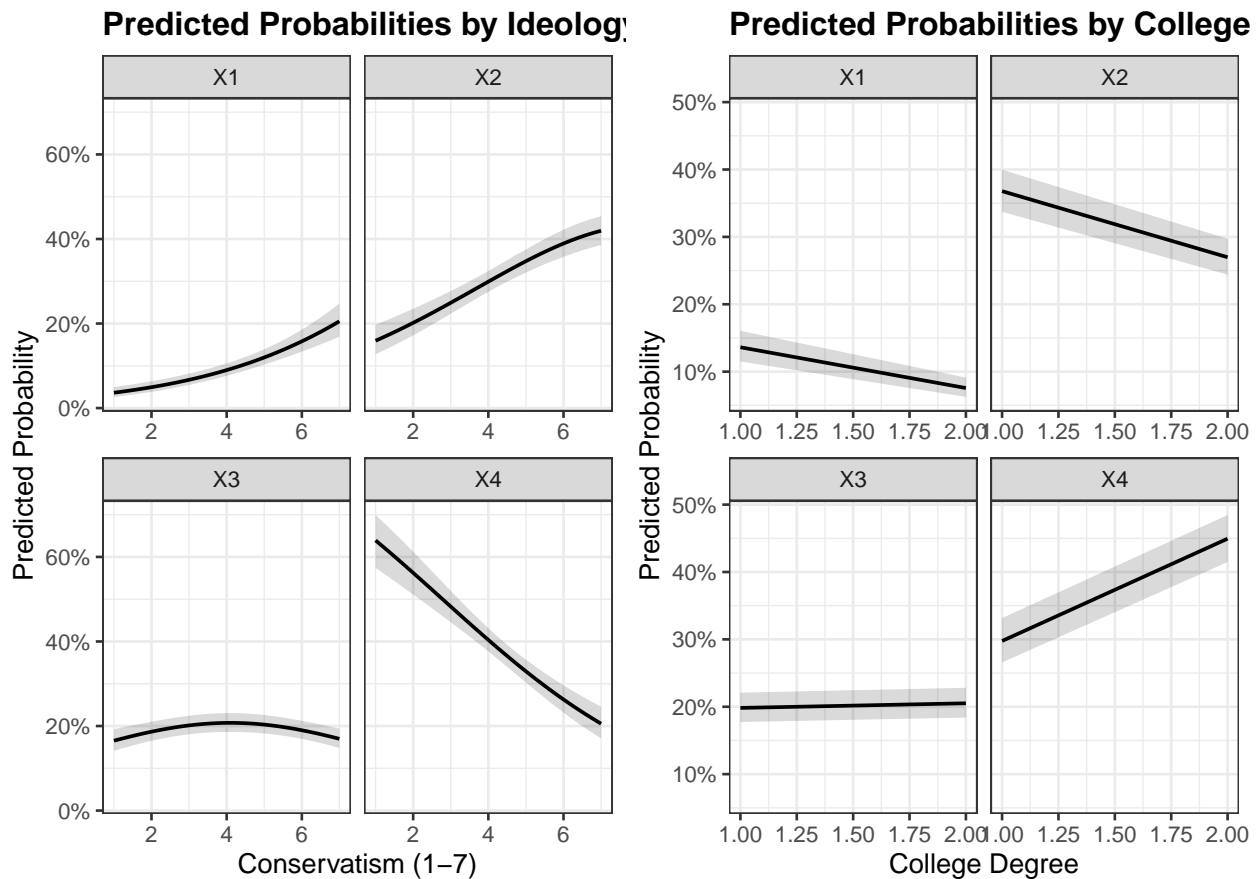 Predicted Probabilities by Ideology
X1 X2
60%
40%
20%
0%
2 4 6 2 4 6
X3 X4
60%
40%
20%
0%
2 4 6 2 4 6
Predicted Probability
Conservatism (1–7)
Predicted Probabilities by College
X1 X2
50%
40%
30%
20%
10%
1.00 1.25 1.50 1.75 2.00 1.00 1.25 1.50 1.75 2.00
X3 X4
50%
40%
30%
20%
10%
1.00 1.25 1.50 1.75 2.00 1.00 1.25 1.50 1.75 2.00
Predicted Probability
College Degree